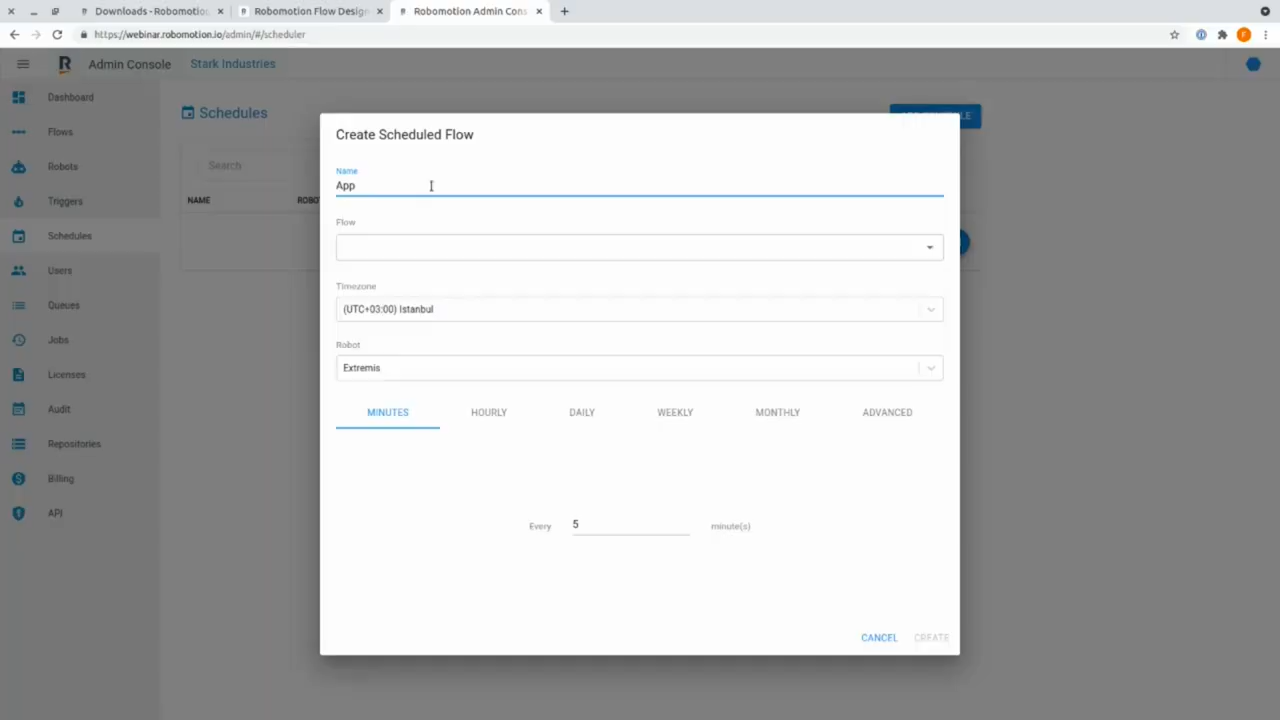 Downloads - Robomotio
Robomotion Flow Design
Robomotion Admin Cons
https://webinar.robomotion.io/admin/#/scheduler
F
Admin Console
Stark Industries
Dashboard
Flows
Robots
Triggers
Schedules
Users
Queues
Jobs
Licenses
Audit
Repositories
Billing
API
Schedules
Search
NAME
ROBO
Create Scheduled Flow
Name
App
Flow
Timezone
(UTC+03:00) Istanbul
Robot
Extremis
MINUTES
HOURLY
DAILY
WEEKLY
MONTHLY
ADVANCED
Every 5 minute(s)
CANCEL
CREATE